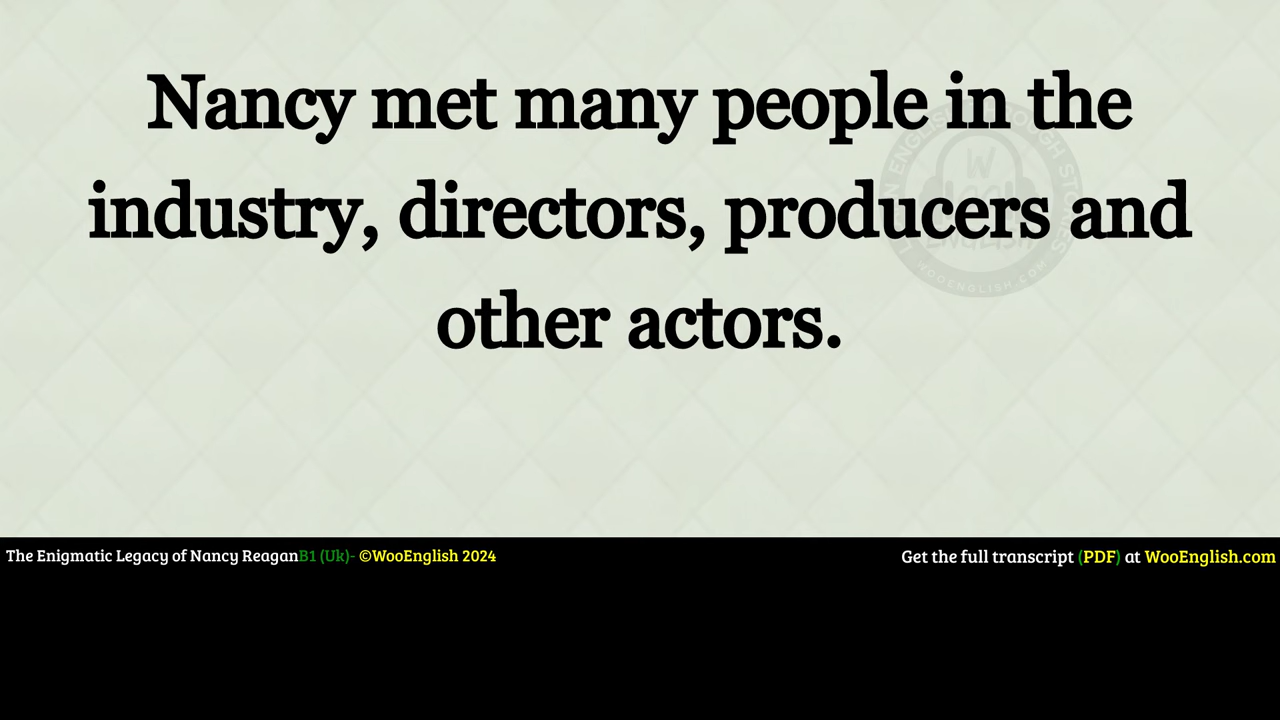 Nancy met many people in the
industry, directors, producers and
other actors.
The Enigmatic Legacy of Nancy ReaganB1 (Uk)- ©WooEnglish 2024
Get the full transcript (PDF) at WooEnglish.com